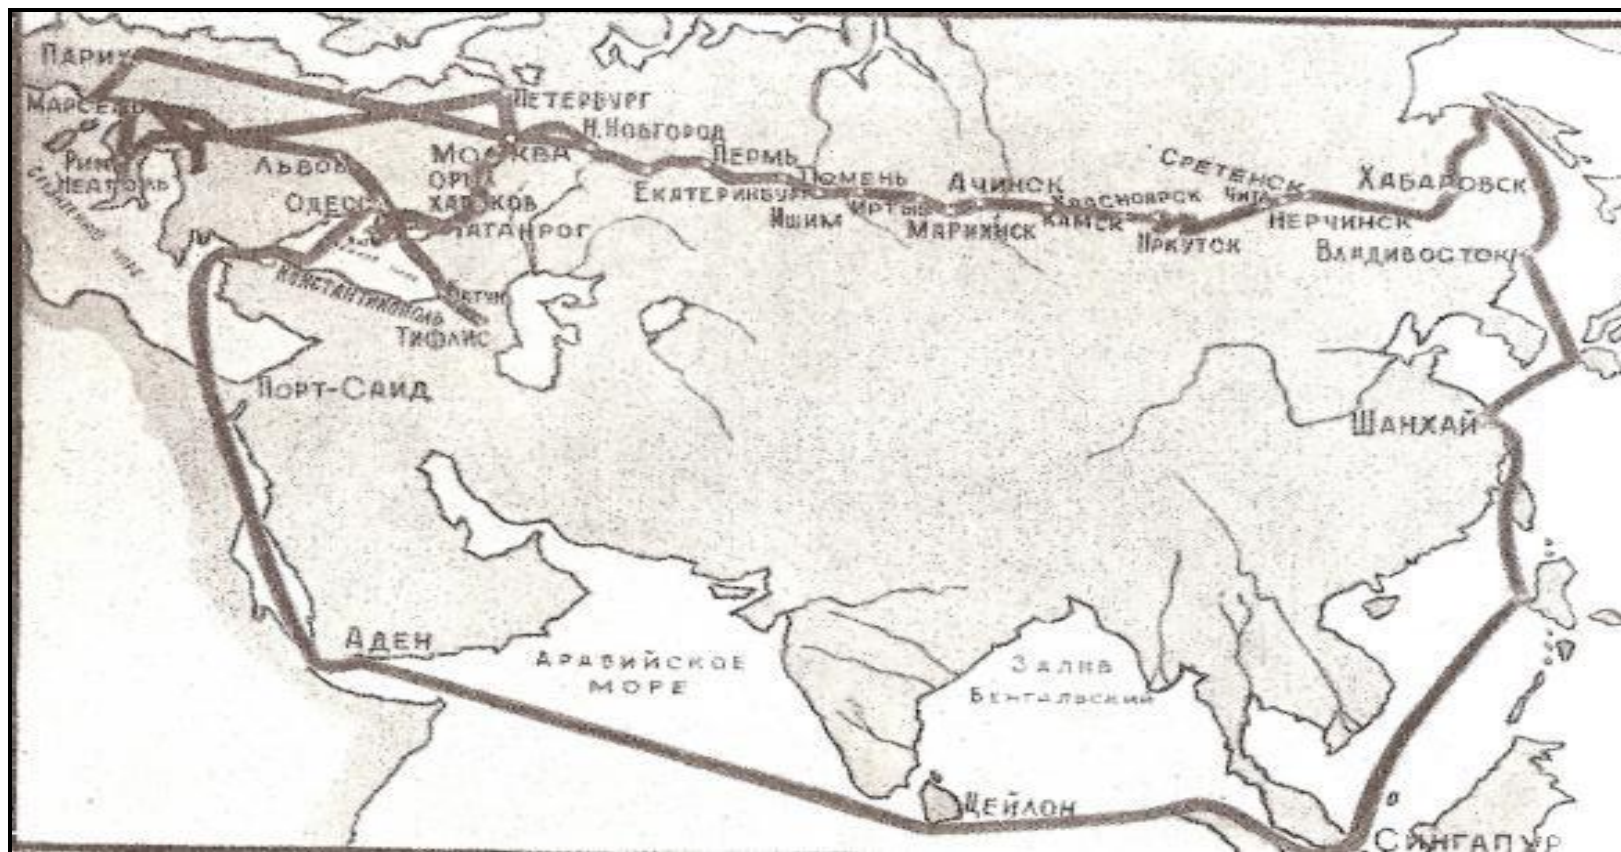 ПАРИЖ
МАРСЕЛЬ
ПЕТЕРБУРГ
Н. НОВГОРОД
МОСКВА
ПЕРМЬ
РИМ
НЕАПОЛЬ
ЛЬВОВ
ОРЕЛ
ЕКАТЕРИНБУРГ
ТЮМЕНЬ
АЧИНСК
СРЕТЕНСК
ХАБАРОВСК
ОДЕССА
ХАРЬКОВ
ИШИМ
ИРТЫШ
КРАСНОЯРСК
ЧИТА
ТАГАНРОГ
МАРИИНСК
КАНСК
НЕРЧИНСК
ИРКУТСК
ВЛАДИВОСТОК
КОНСТАНТИНОПОЛЬ
БАТУМ
ТИФЛИС
ПОРТ-САИД
ШАНХАЙ
АДЕН
АРАВИЙСКОЕ
МОРЕ
ЗАЛИВ
БЕНГАЛЬСКИЙ
ЦЕЙЛОН
СИНГАПУР